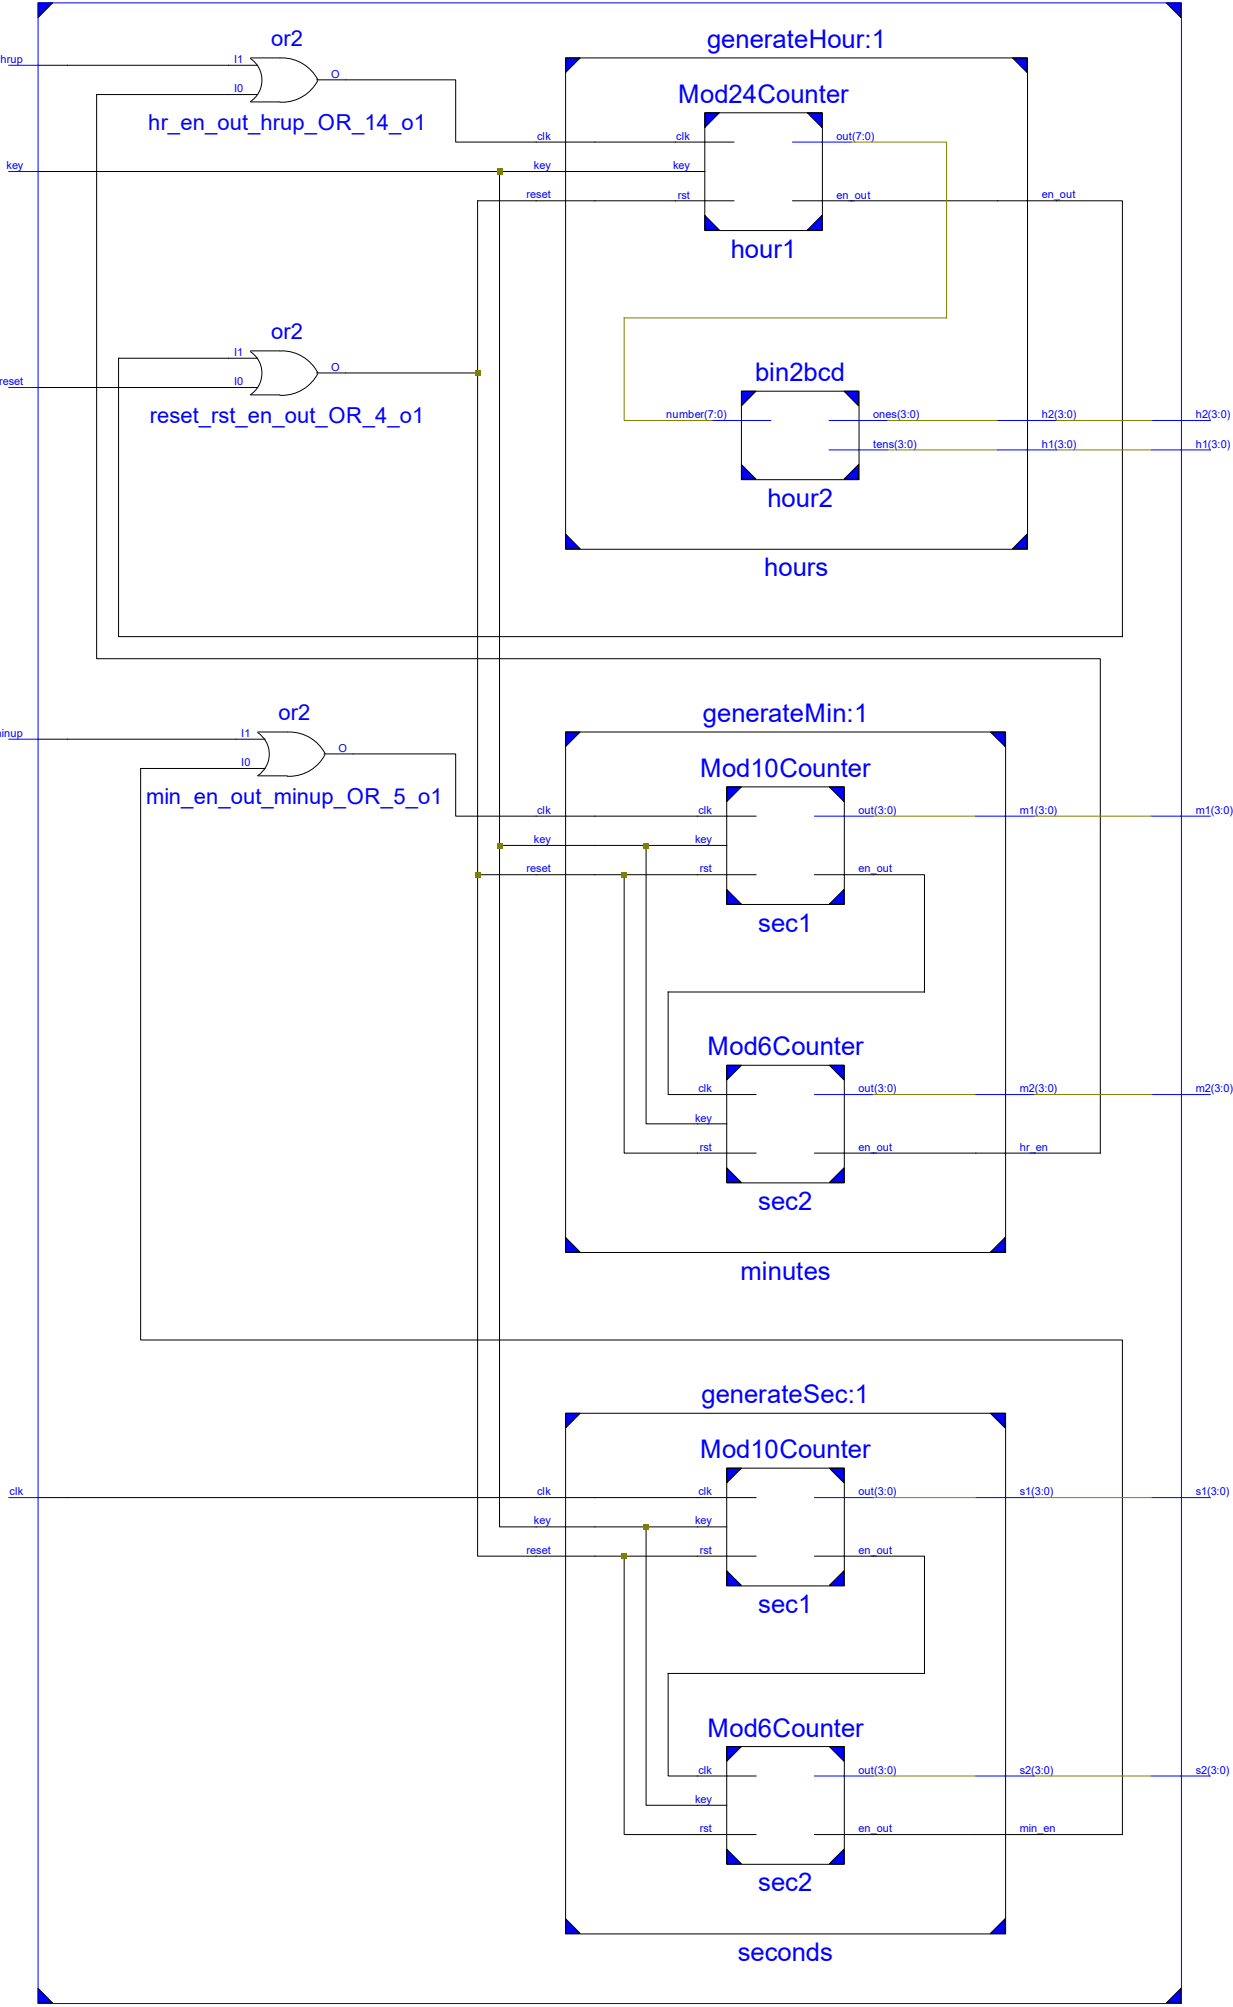 or2
generateHour:1
hrup
I1
O
I0
Mod24Counter
hr_en_out_hrup_OR_14_o1
clk
clk
out(7:0)
key
key
key
reset
rst
en_out
en_out
hour1
or2
I1
O
reset
I0
bin2bcd
reset_rst_en_out_OR_4_o1
number(7:0)
ones(3:0)
h2(3:0)
h2(3:0)
tens(3:0)
h1(3:0)
h1(3:0)
hour2
hours
or2
generateMin:1
inup
I1
O
I0
Mod10Counter
min_en_out_minup_OR_5_o1
clk
clk
out(3:0)
m1(3:0)
m1(3:0)
key
key
reset
rst
en_out
sec1
Mod6Counter
clk
out(3:0)
m2(3:0)
m2(3:0)
key
rst
en_out
hr_en
sec2
minutes
generateSec:1
Mod10Counter
clk
clk
clk
out(3:0)
s1(3:0)
s1(3:0)
key
key
reset
rst
en_out
sec1
Mod6Counter
clk
out(3:0)
s2(3:0)
s2(3:0)
key
rst
en_out
min_en
sec2
seconds